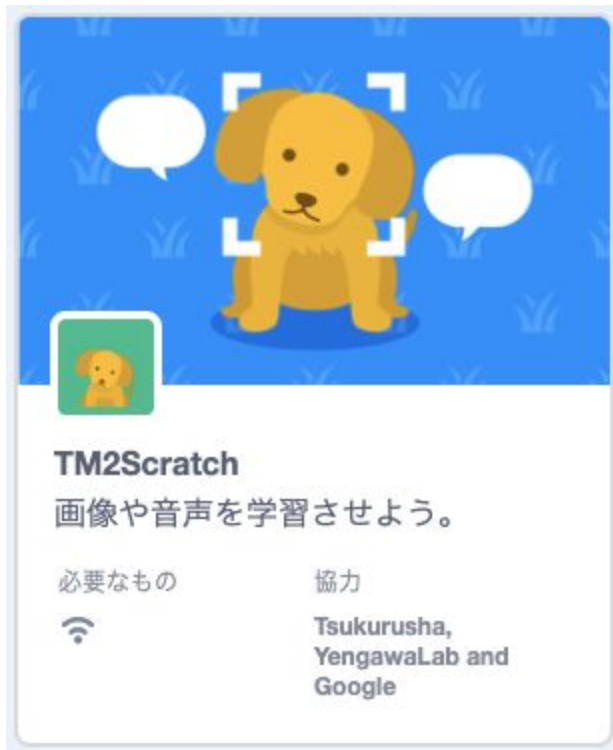 TM2Scratch
画像や音声を学習させよう。
必要なもの
協力
Tsukurusha,
YengawaLab and
Google